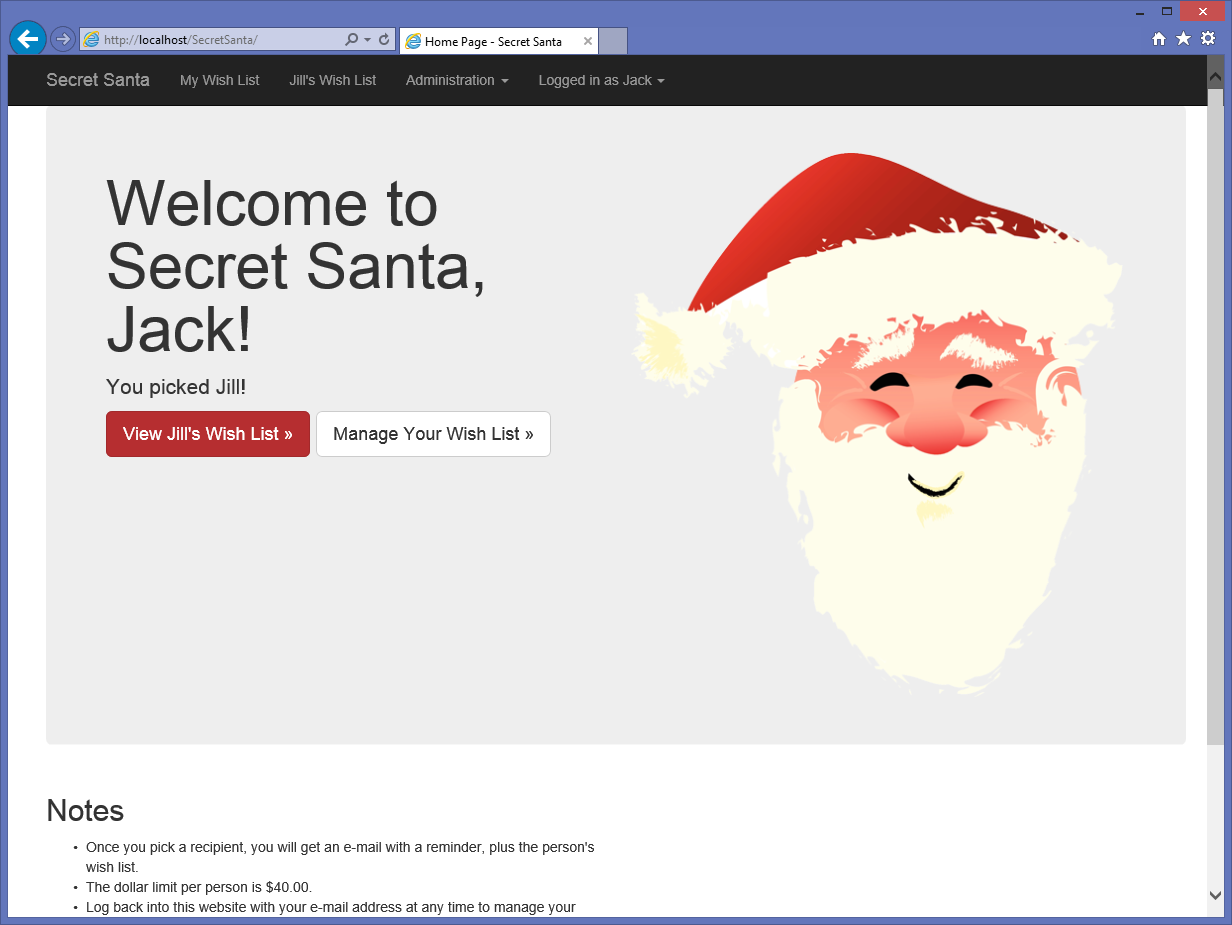 http://localhost/SecretSanta/
Home Page - Secret Santa
Secret Santa
My Wish List
Jill's Wish List
Administration
Logged in as Jack
Welcome to
Secret Santa,
Jack!
You picked Jill!
View Jill's Wish List »
Manage Your Wish List »
Notes
• Once you pick a recipient, you will get an e-mail with a reminder, plus the person's
wish list.
• The dollar limit per person is $40.00.
• Log back into this website with your e-mail address at any time to manage your